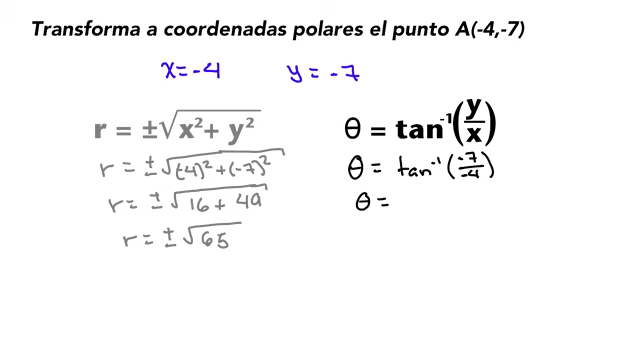 Transforma a coordenadas polares el punto A(-4,-7)
x = -4 y = -7
r = ±√x²+ y²
r = ±√(-4)² + (-7)²
r = ±√16 + 49
r = ±√65
θ = tan⁻¹(y/x)
θ = tan⁻¹(-7/-4)
θ =